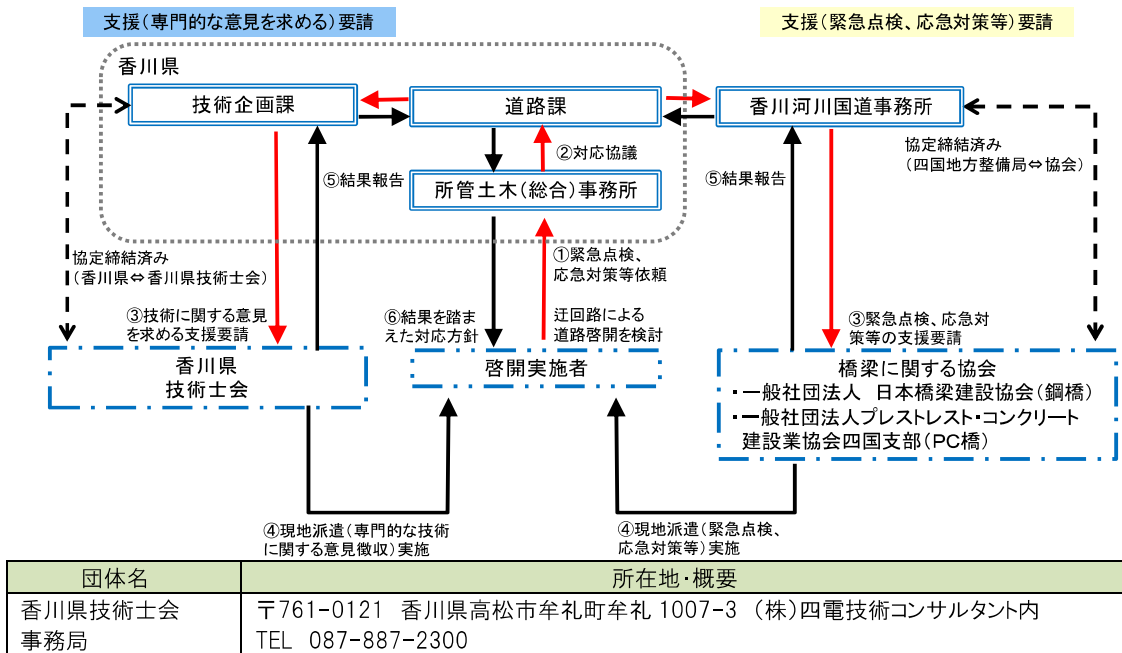 支援(専門的な意見を求める)要請
支援(緊急点検、応急対策等)要請
香川県
技術企画課
道路課
香川河川国道事務所
②対応協議
協定締結済み
(四国地方整備局⇔協会)
⑤結果報告
所管土木(総合)事務所
⑤結果報告
協定締結済み
(香川県⇔香川県技術士会)
①緊急点検、
応急対策等依頼
③技術に関する意見
を求める支援要請
⑥結果を踏ま
えた対応方針
迂回路による
道路啓開を検討
③緊急点検、応急対
策等の支援要請
香川県
技術士会
啓開実施者
橋梁に関する協会
・一般社団法人 日本橋梁建設協会(鋼橋)
・一般社団法人プレストレスト・コンクリート
建設業協会四国支部(PC橋)
④現地派遣(専門的な技術
に関する意見徴収)実施
④現地派遣(緊急点検、
応急対策等)実施
団体名 所在地・概要
香川県技術士会 〒761-0121 香川県高松市牟礼町牟礼 1007-3 (株)四電技術コンサルタント内
事務局 TEL 087-887-2300